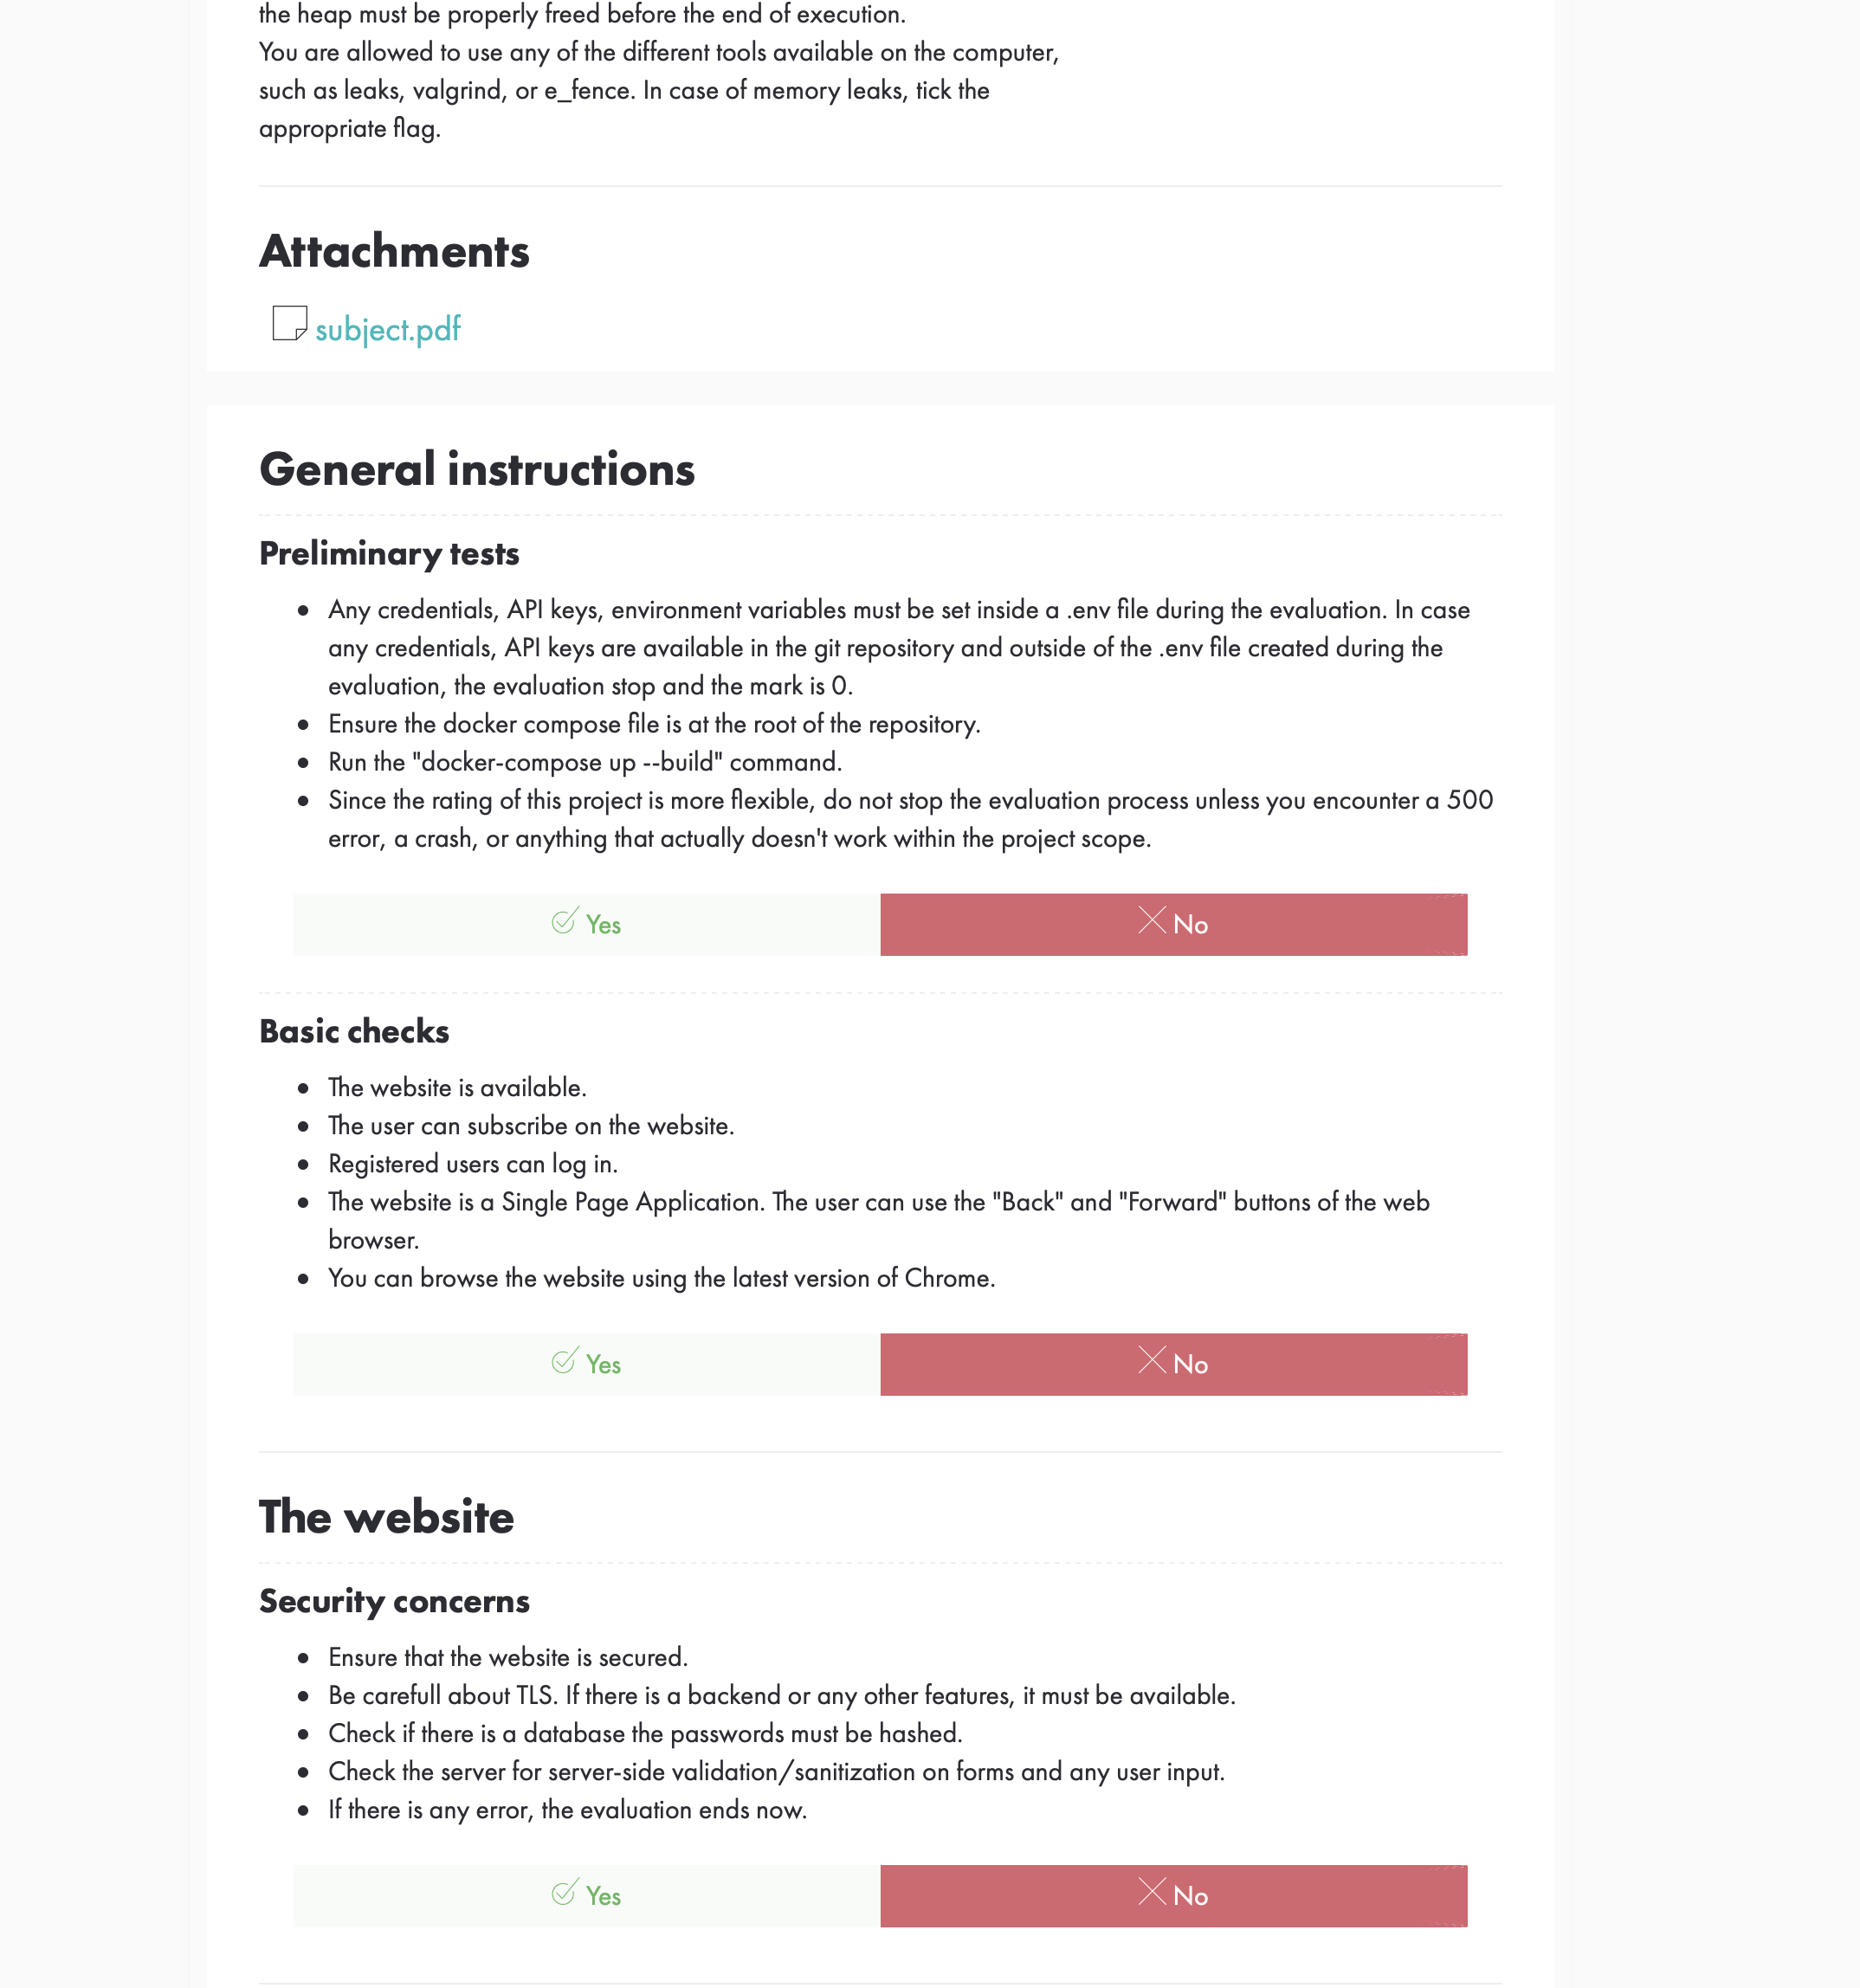 the heap must be properly freed before the end of execution.
You are allowed to use any of the different tools available on the computer,
such as leaks, valgrind, or e_fence. In case of memory leaks, tick the
appropriate flag.
Attachments
subject.pdf
General instructions
Preliminary tests
Any credentials, API keys, environment variables must be set inside a .env file during the evaluation. In case
any credentials, API keys are available in the git repository and outside of the .env file created during the
evaluation, the evaluation stop and the mark is 0.
Ensure the docker compose file is at the root of the repository.
Run the "docker-compose up --build" command.
Since the rating of this project is more flexible, do not stop the evaluation process unless you encounter a 500
error, a crash, or anything that actually doesn't work within the project scope.
Yes
No
Basic checks
The website is available.
The user can subscribe on the website.
Registered users can log in.
The website is a Single Page Application. The user can use the "Back" and "Forward" buttons of the web
browser.
You can browse the website using the latest version of Chrome.
Yes
No
The website
Security concerns
Ensure that the website is secured.
Be carefull about TLS. If there is a backend or any other features, it must be available.
Check if there is a database the passwords must be hashed.
Check the server for server-side validation/sanitization on forms and any user input.
If there is any error, the evaluation ends now.
Yes
No